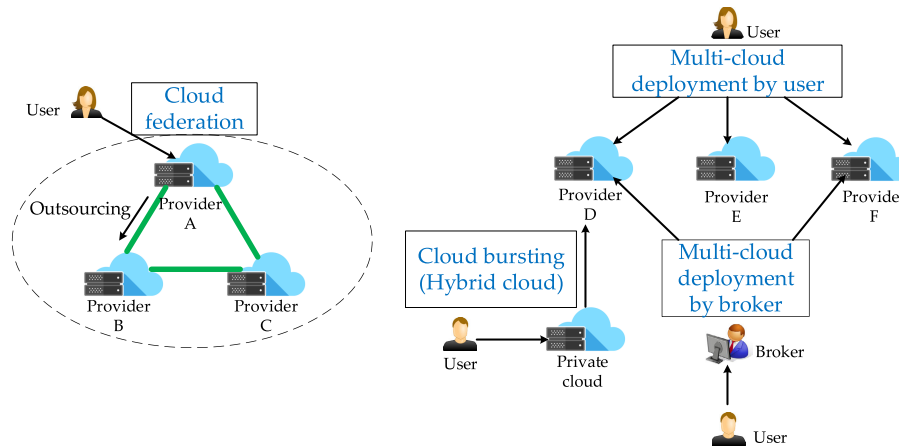 User
Cloud
federation
Outsourcing
Provider
A
Provider
B
Provider
C
User
Multi-cloud
deployment by user
Provider
D
Provider
E
Provide
F
Cloud bursting
(Hybrid cloud)
Multi-cloud
deployment
by broker
User
Private
cloud
Broker
User